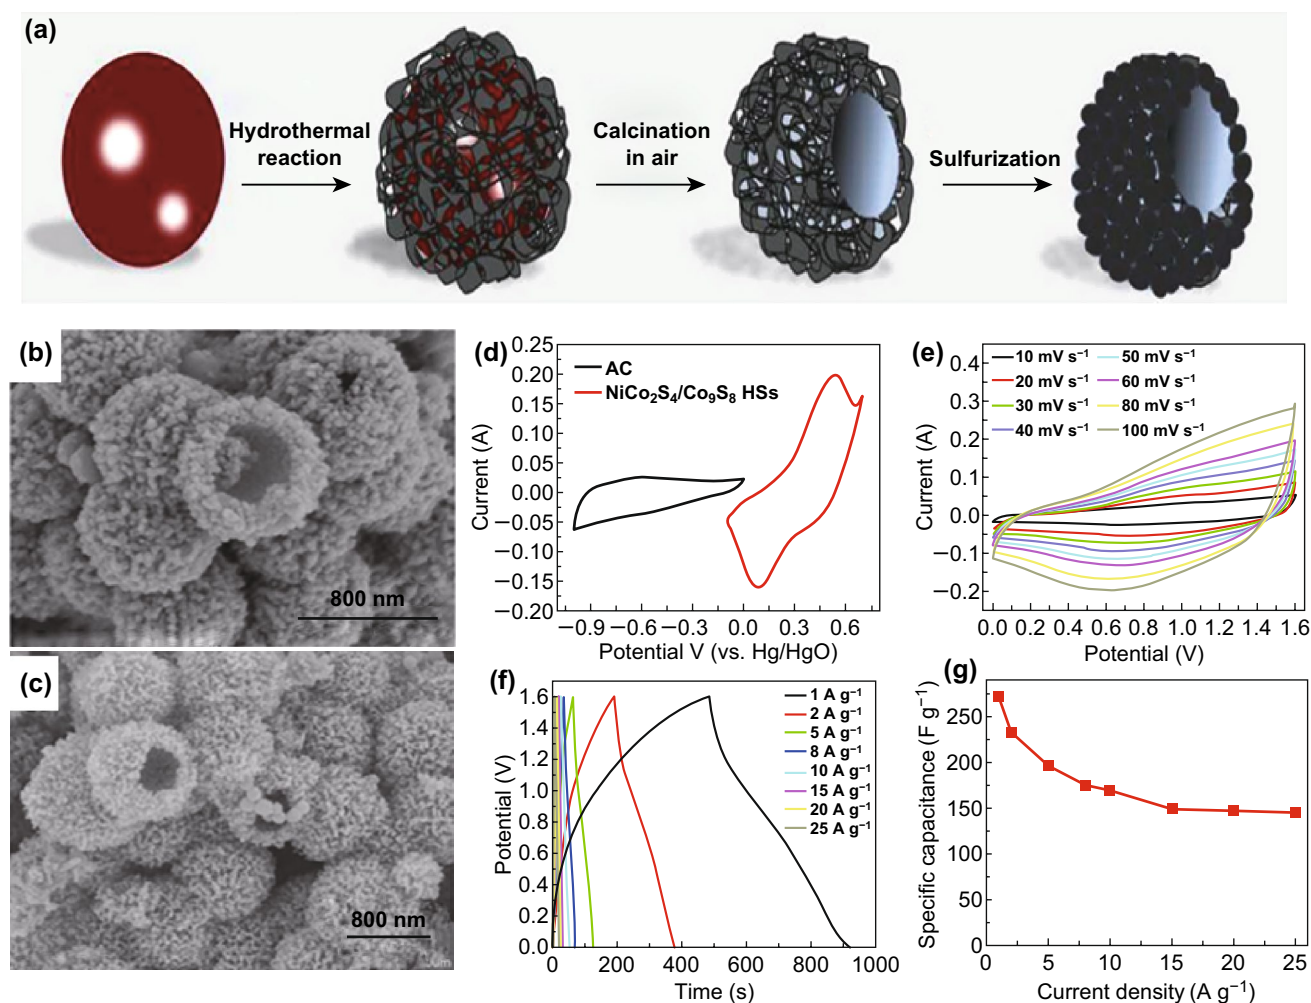 (a)
Hydrothermal
reaction
Calcination
in air
Sulfurization
(b)
800 nm
(c)
800 nm
(d)
AC
NiCo₂S₄/Co₉S₈ HSs
0.25
0.20
0.15
0.10
0.05
0.00
−0.05
−0.10
−0.15
−0.20
Current (A)
−0.9 −0.6 −0.3 0.0 0.3 0.6
Potential V (vs. Hg/HgO)
(e)
10 mV s⁻¹ 50 mV s⁻¹
20 mV s⁻¹ 60 mV s⁻¹
30 mV s⁻¹ 80 mV s⁻¹
40 mV s⁻¹ 100 mV s⁻¹
0.4
0.3
0.2
0.1
0.0
−0.1
−0.2
Current (A)
0.0 0.2 0.4 0.6 0.8 1.0 1.2 1.4 1.6
Potential (V)
(f)
1 A g⁻¹
2 A g⁻¹
5 A g⁻¹
8 A g⁻¹
10 A g⁻¹
15 A g⁻¹
20 A g⁻¹
25 A g⁻¹
1.6
1.4
1.2
1.0
0.8
0.6
0.4
0.2
0.0
Potential (V)
0 200 400 600 800 1000
Time (s)
(g)
250
200
150
100
50
0
Specific capacitance (F g⁻¹)
5 10 15 20 25
Current density (A g⁻¹)